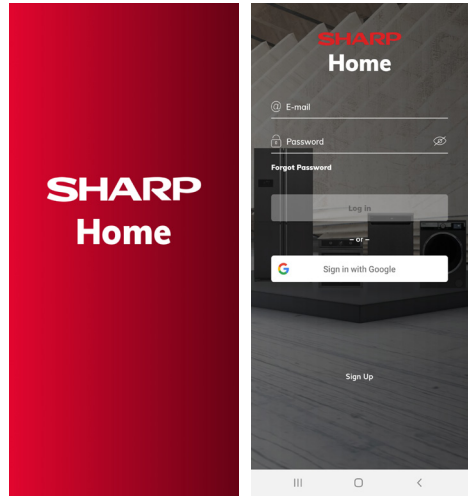 SHARP
Home
SHARP
Home
E-mail
Password
Forgot Password
Log in
– or –
Sign in with Google
Sign Up